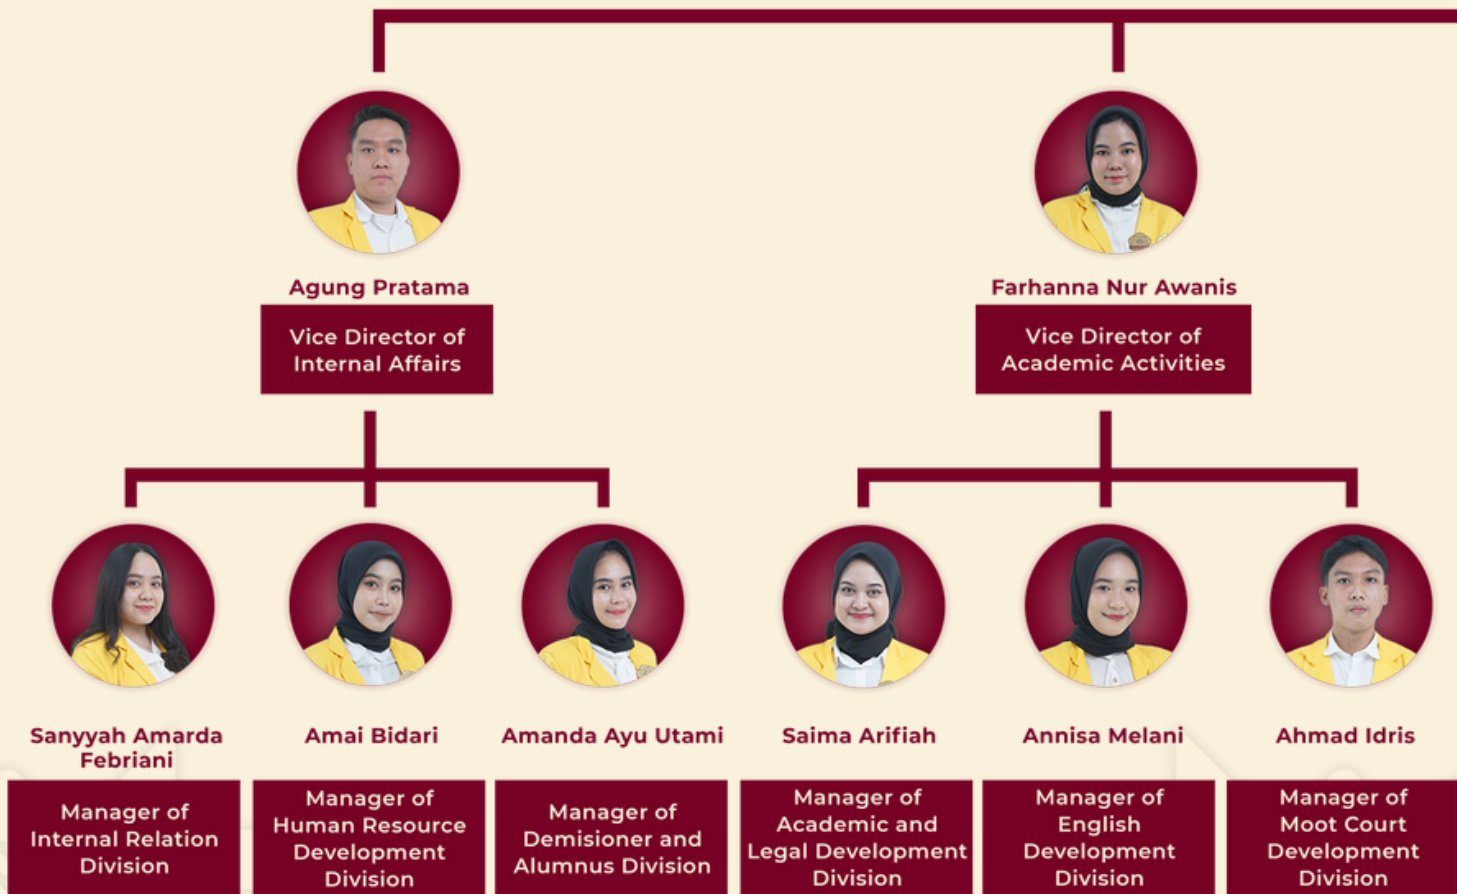 Agung Pratama
Vice Director of
Internal Affairs
Farhanna Nur Awanis
Vice Director of
Academic Activities
Sanyyah Amarda
Febriani
Manager of
Internal Relation
Division
Amai Bidari
Manager of
Human Resource
Development
Division
Amanda Ayu Utami
Manager of
Demisioner and
Alumnus Division
Saima Arifiah
Manager of
Academic and
Legal Development
Division
Annisa Melani
Manager of
English
Development
Division
Ahmad Idris
Manager of
Moot Court
Development
Division